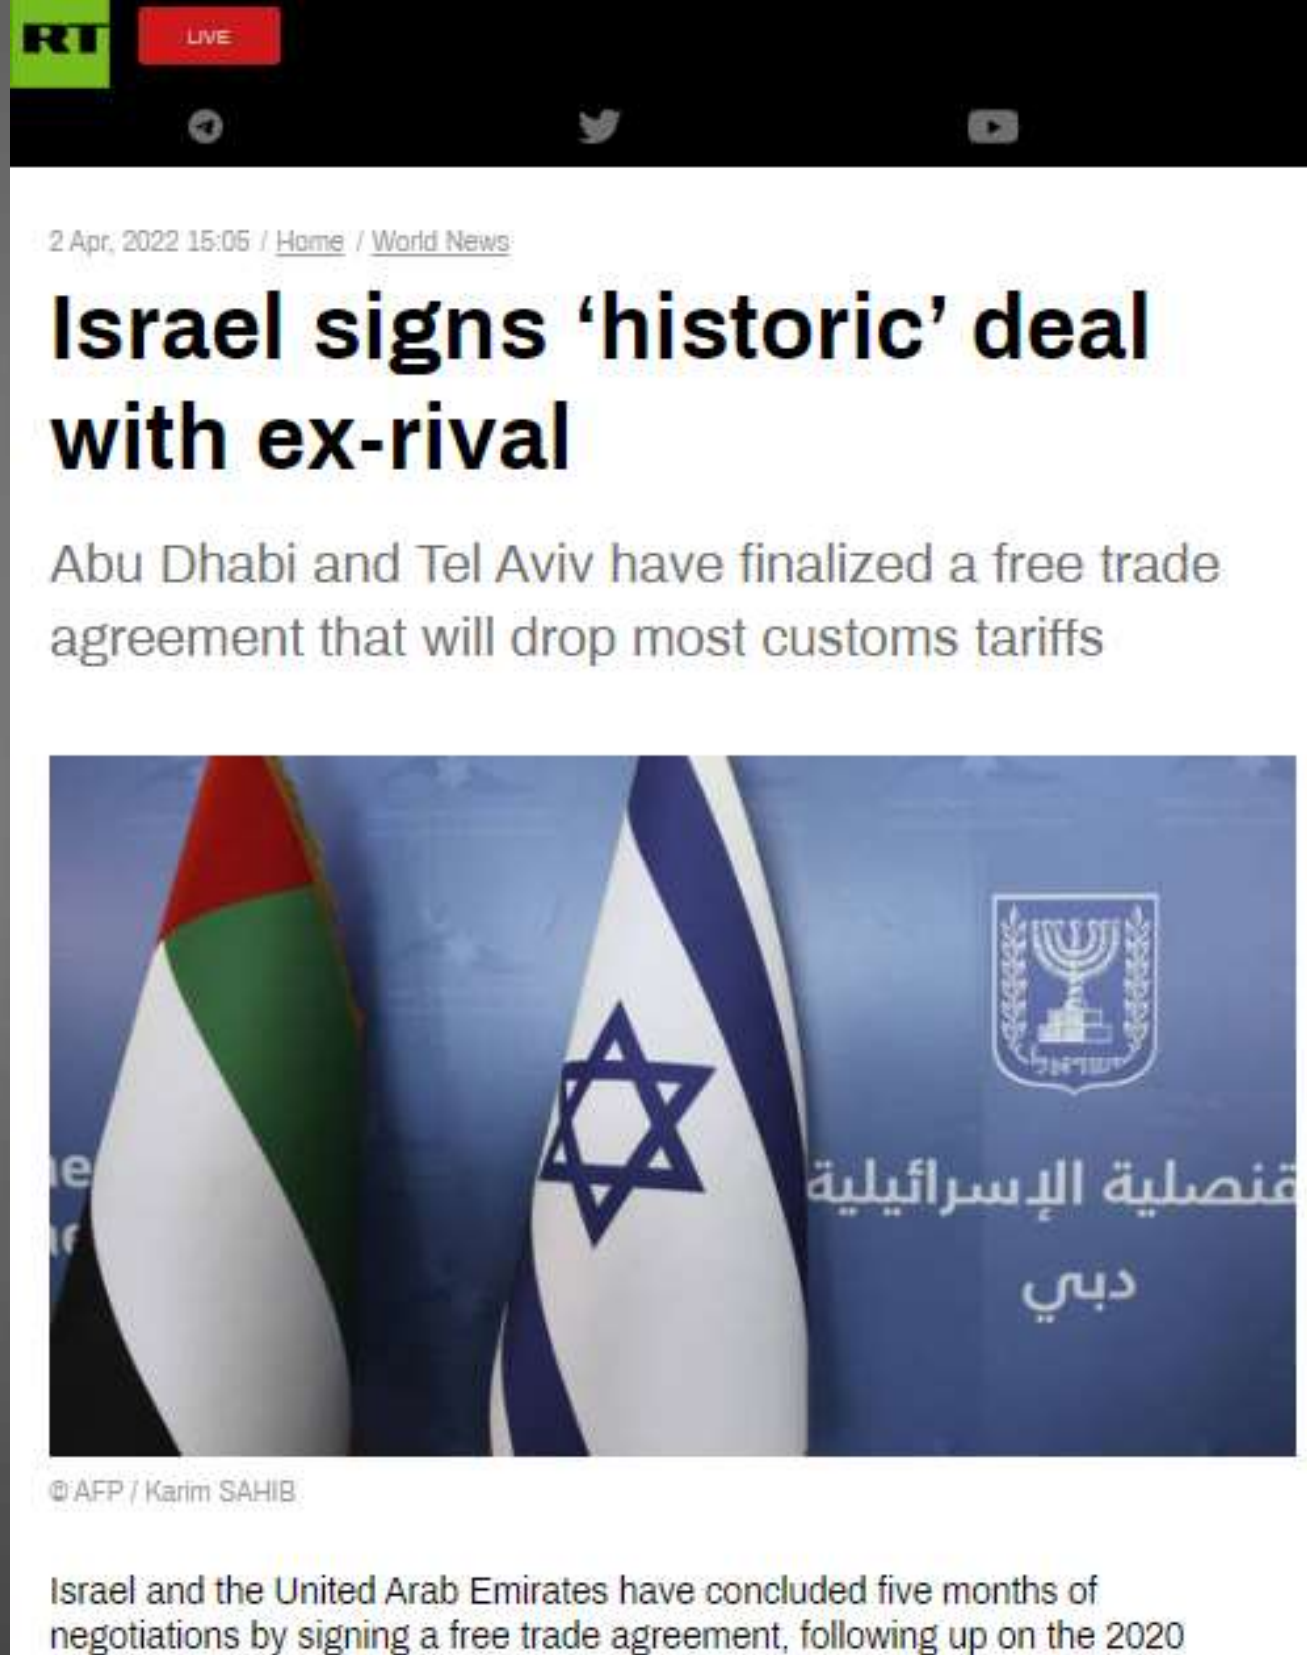 RT
LIVE
2 Apr, 2022 15:05 / Home / World News
Israel signs ‘historic’ deal
with ex-rival
Abu Dhabi and Tel Aviv have finalized a free trade
agreement that will drop most customs tariffs
ישראל
قنصلية الإسرائيلية
دبي
© AFP / Karim SAHIB
Israel and the United Arab Emirates have concluded five months of
negotiations by signing a free trade agreement, following up on the 2020